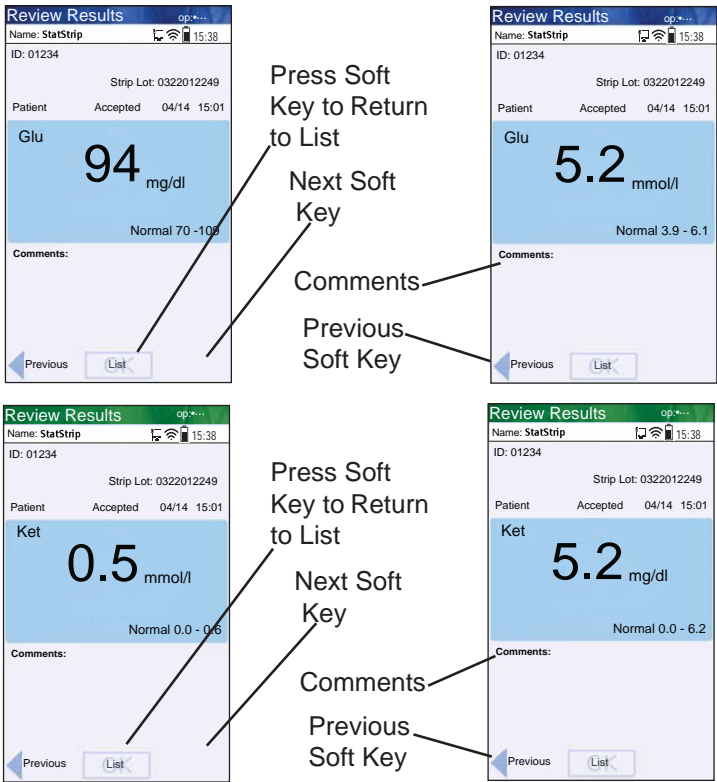 Review Results op:•···
Name: StatStrip 15:38
ID: 01234
Strip Lot: 0322012249
Patient Accepted 04/14 15:01
Glu
94 mg/dl
Normal 70 -109
Comments:
Previous List
Press Soft
Key to Return
to List
Next Soft
Key
Comments
Previous
Soft Key
Review Results op:•···
Name: StatStrip 15:38
ID: 01234
Strip Lot: 0322012249
Patient Accepted 04/14 15:01
Glu
5.2 mmol/l
Normal 3.9 - 6.1
Comments:
Previous List
Review Results op:•···
Name: StatStrip 15:38
ID: 01234
Strip Lot: 0322012249
Patient Accepted 04/14 15:01
Ket
0.5 mmol/l
Normal 0.0 - 0.6
Comments:
Previous List
Press Soft
Key to Return
to List
Next Soft
Key
Comments
Previous
Soft Key
Review Results op:•···
Name: StatStrip 15:38
ID: 01234
Strip Lot: 0322012249
Patient Accepted 04/14 15:01
Ket
5.2 mg/dl
Normal 0.0 - 6.2
Comments:
Previous List